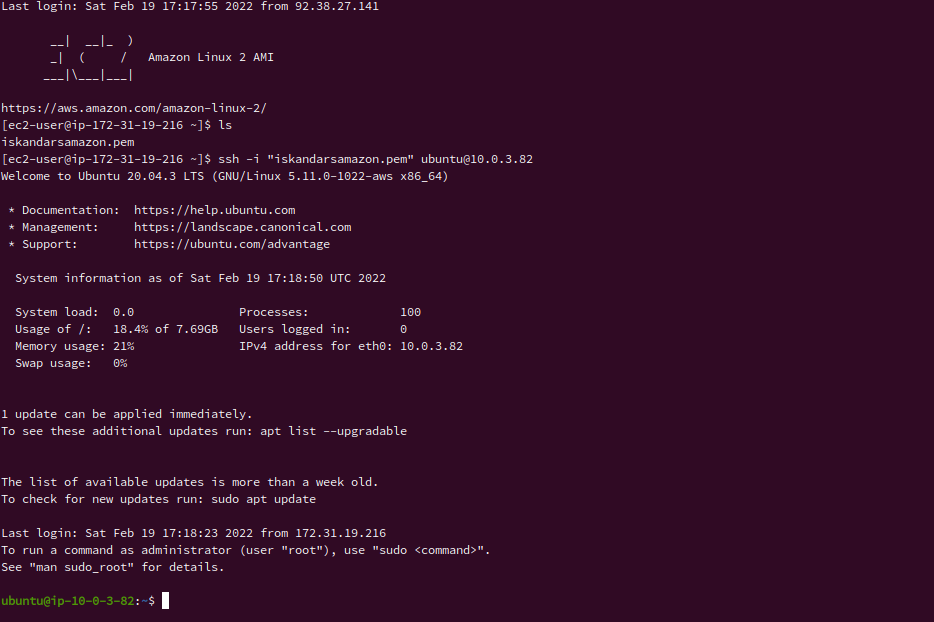 Last login: Sat Feb 19 17:17:55 2022 from 92.38.27.141
__|  __|_  )
_|  (     /   Amazon Linux 2 AMI
___|\___|___|
https://aws.amazon.com/amazon-linux-2/
[ec2-user@ip-172-31-19-216 ~]$ ls
iskandarsamazon.pem
[ec2-user@ip-172-31-19-216 ~]$ ssh -i "iskandarsamazon.pem" ubuntu@10.0.3.82
Welcome to Ubuntu 20.04.3 LTS (GNU/Linux 5.11.0-1022-aws x86_64)
* Documentation:  https://help.ubuntu.com
* Management:     https://landscape.canonical.com
* Support:        https://ubuntu.com/advantage
System information as of Sat Feb 19 17:18:50 UTC 2022
System load:  0.0               Processes:             100
Usage of /:   18.4% of 7.69GB   Users logged in:       0
Memory usage: 21%               IPv4 address for eth0: 10.0.3.82
Swap usage:   0%
1 update can be applied immediately.
To see these additional updates run: apt list --upgradable
The list of available updates is more than a week old.
To check for new updates run: sudo apt update
Last login: Sat Feb 19 17:18:23 2022 from 172.31.19.216
To run a command as administrator (user "root"), use "sudo <command>".
See "man sudo_root" for details.
ubuntu@ip-10-0-3-82:~$